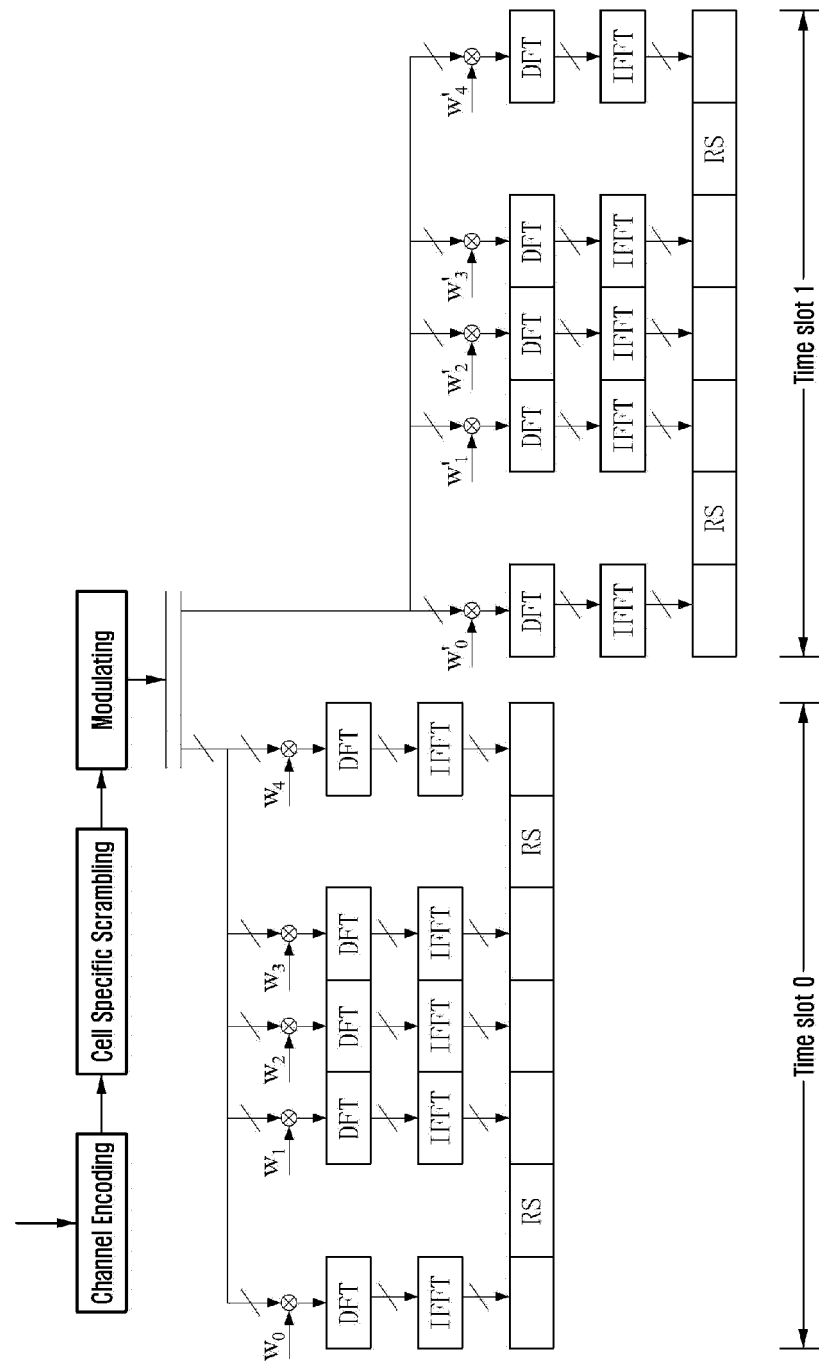 Channel Encoding
Cell Specific Scrambling
Modulating
w0 w1 w2 w3 w4
DFT DFT DFT DFT DFT
IFFT IFFT IFFT IFFT IFFT
RS RS
w'0 w'1 w'2 w'3 w'4
DFT DFT DFT DFT DFT
IFFT IFFT IFFT IFFT IFFT
RS RS
Time slot 0
Time slot 1